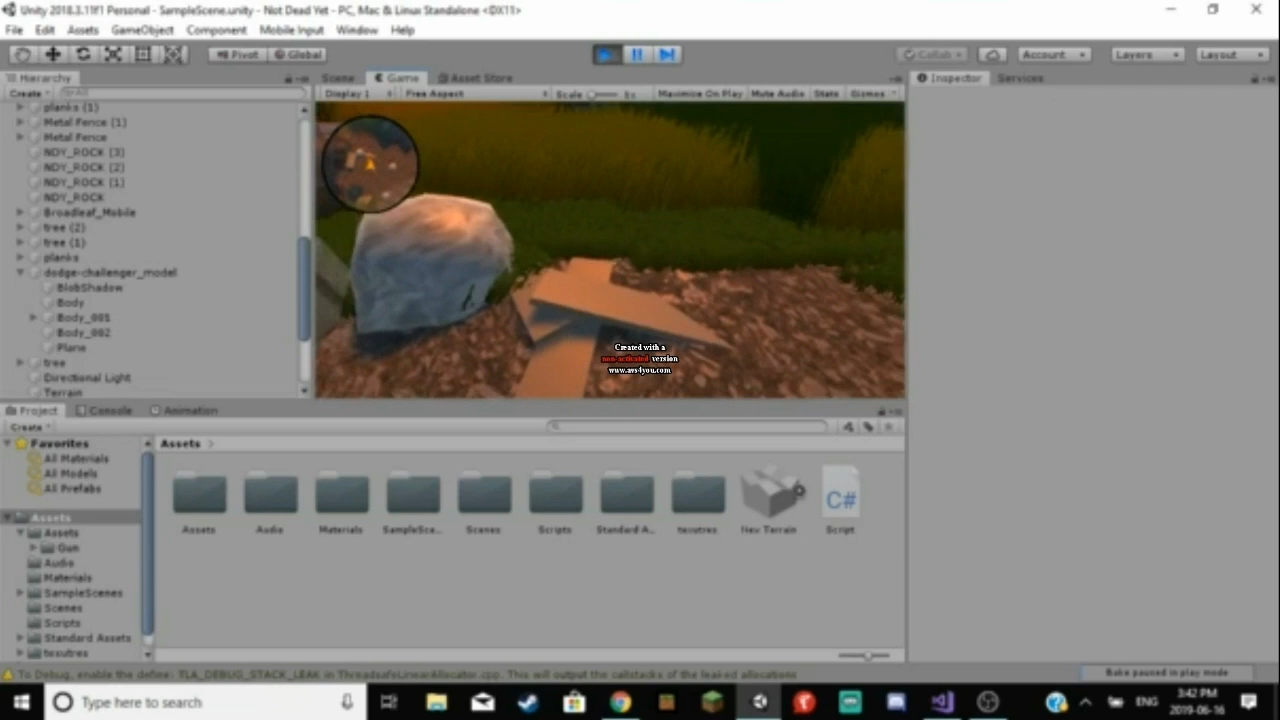 Unity 2018.3.11f1 Personal - SampleScene.unity - Not Dead Yet - PC, Mac & Linux Standalone <DX11>
File Edit Assets GameObject Component Mobile Input Window Help
Pivot Global Collab Account Layers Layout
Hierarchy Scene Game Asset Store Inspector Services
Create All Display 1 Free Aspect Scale 1x Maximize On Play Mute Audio Stats Gizmos
planks (1)
Metal Fence (1)
Metal Fence
NDY_ROCK (3)
NDY_ROCK (2)
NDY_ROCK (1)
NDY_ROCK
Broadleaf_Mobile
tree (2)
tree (1)
planks
dodge-challenger_model
BlobShadow
Body
Body_001
Body_002
Plane
tree
Directional Light
Terrain
Created with a
non-activated version
www.avs4you.com
Project Console Animation
Create
Favorites
All Materials
All Models
All Prefabs
Assets
Assets
Gun
Audio
Materials
SampleScenes
Scenes
Scripts
Standard Assets
texutres
Assets
C#
Assets Audio Materials SampleSce... Scenes Scripts Standard A... texutres New Terrain Script
To Debug, enable the define: TLA_DEBUG_STACK_LEAK in ThreadsafeLinearAllocator.cpp. This will output the callstacks of the leaked allocations
Bake paused in play mode
Type here to search
ENG
3:42 PM
2019-06-16